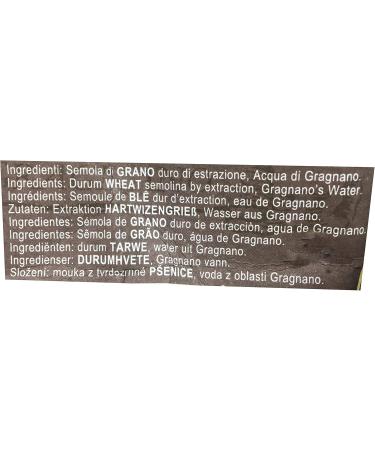 Ingredienti: Semola di GRANO duro di estrazione, Acqua di Gragnano.
Ingredients: Durum WHEAT semolina by extraction, Gragnano's Water.
Ingrédients: Semoule de BLÉ dur d'extraction, eau de Gragnano.
Zutaten: Extraktion HARTWIZENGRIEß, Wasser aus Gragnano.
Ingredientes: Sémola de GRANO duro de extracciòn, agua de Gragnano.
Ingredientes: Sêmola de GRÃO duro, água de Gragnano.
Ingrediënten: durum TARWE, water uit Gragnano.
Ingredienser: DURUMHVETE, Gragnano vann.
Složení: mouka z tvrdozrnné PŠENICE, voda z oblasti Gragnano.